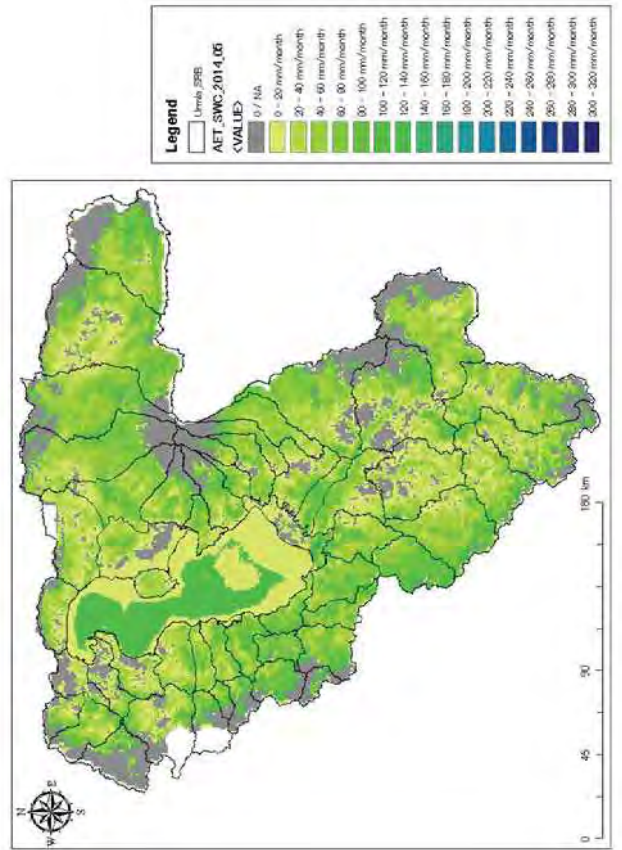 Legend
Urmia_SRB
AET_SWC_2014_05
<VALUE>
0 / NA
0 - 20 mm/month
20 - 40 mm/month
40 - 60 mm/month
60 - 80 mm/month
80 - 100 mm/month
100 - 120 mm/month
120 - 140 mm/month
140 - 160 mm/month
160 - 180 mm/month
180 - 200 mm/month
200 - 220 mm/month
220 - 240 mm/month
240 - 260 mm/month
260 - 280 mm/month
280 - 300 mm/month
300 - 320 mm/month
N
W
E
S
0
45
90
180 km